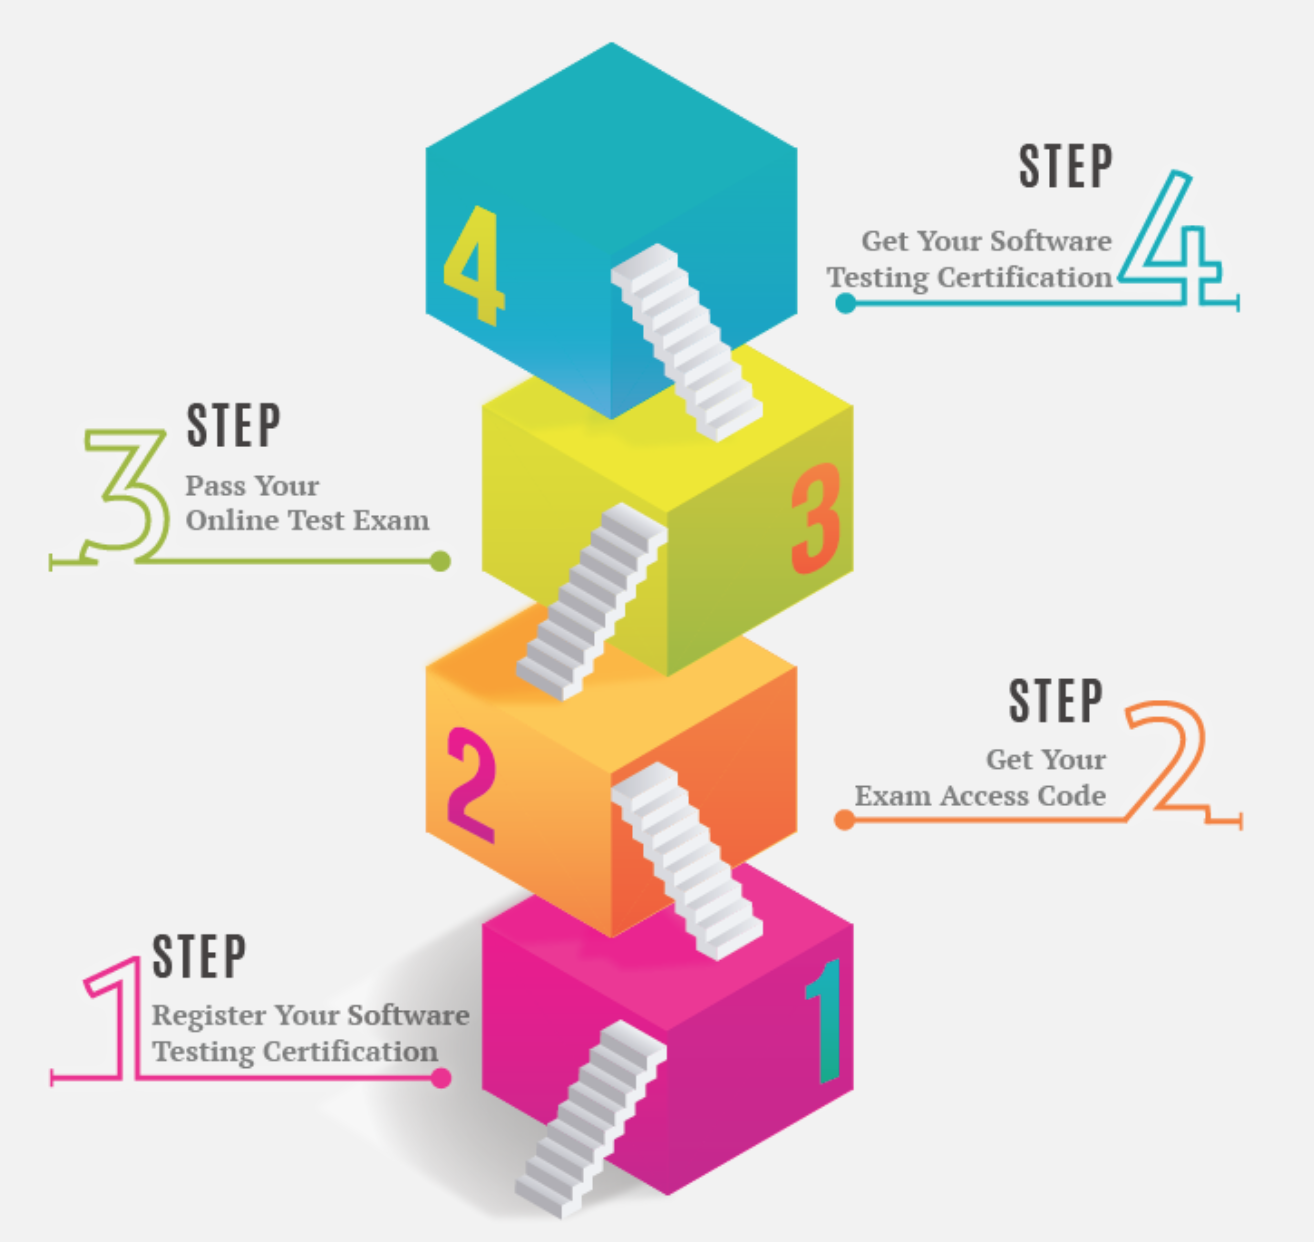 STEP
4
Get Your Software
Testing Certification
4
STEP
3
Pass Your
Online Test Exam
3
STEP
2
Get Your
Exam Access Code
2
STEP
1
Register Your Software
Testing Certification
1